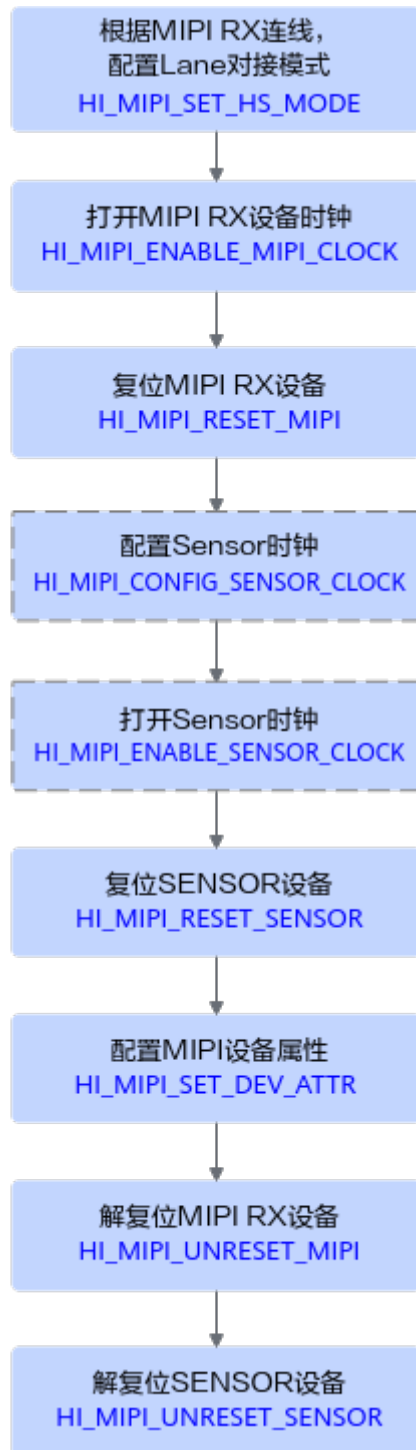 根据MIPI RX连线，
配置Lane对接模式
HI_MIPI_SET_HS_MODE
打开MIPI RX设备时钟
HI_MIPI_ENABLE_MIPI_CLOCK
复位MIPI RX设备
HI_MIPI_RESET_MIPI
配置Sensor时钟
HI_MIPI_CONFIG_SENSOR_CLOCK
打开Sensor时钟
HI_MIPI_ENABLE_SENSOR_CLOCK
复位SENSOR设备
HI_MIPI_RESET_SENSOR
配置MIPI设备属性
HI_MIPI_SET_DEV_ATTR
解复位MIPI RX设备
HI_MIPI_UNRESET_MIPI
解复位SENSOR设备
HI_MIPI_UNRESET_SENSOR